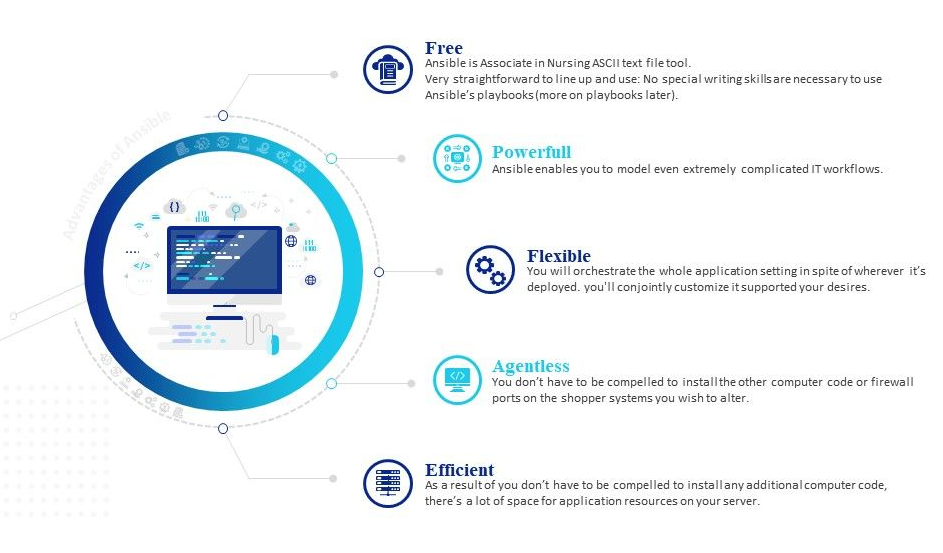 Advantages of Ansible
Free
Ansible is Associate in Nursing ASCII text file tool.
Very straightforward to line up and use: No special writing skills are necessary to use
Ansible’s playbooks (more on playbooks later).
Powerfull
Ansible enables you to model even extremely complicated IT workflows.
Flexible
You will orchestrate the whole application setting in spite of wherever it’s
deployed. you'll conjointly customize it supported your desires.
Agentless
You don’t have to be compelled to install the other computer code or firewall
ports on the shopper systems you wish to alter.
Efficient
As a result of you don’t have to be compelled to install any additional computer code,
there’s a lot of space for application resources on your server.